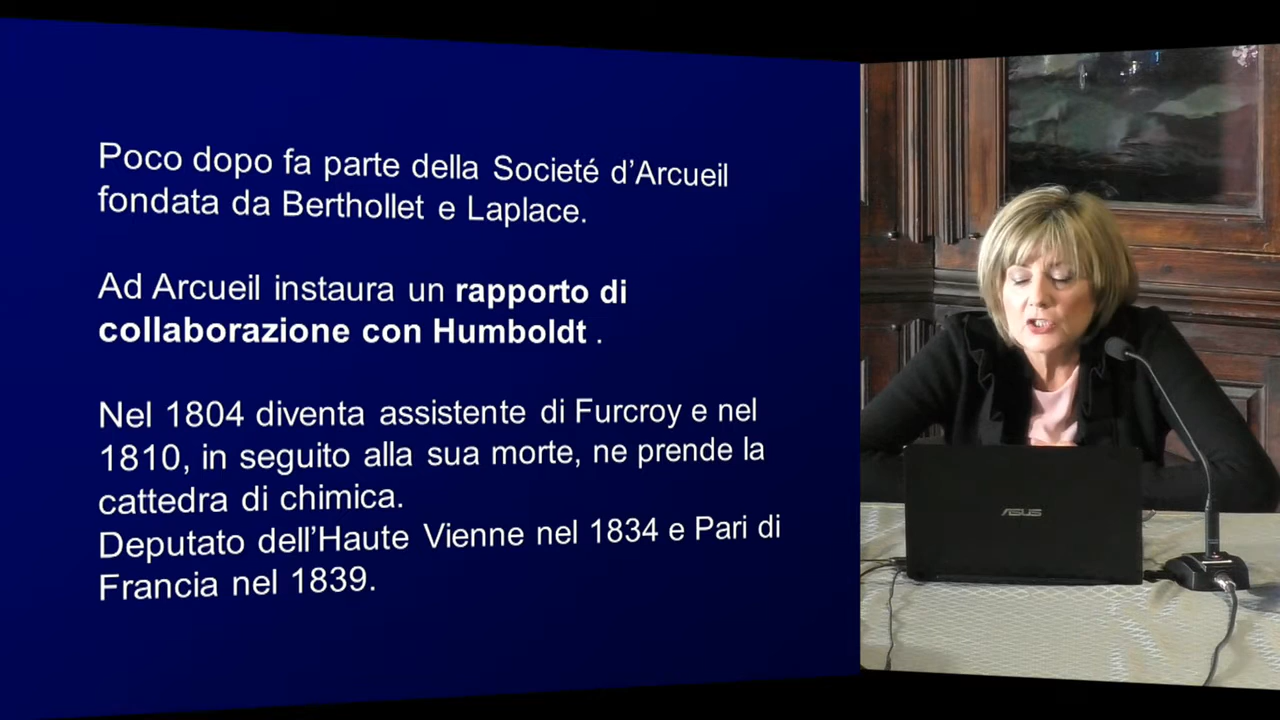 Poco dopo fa parte della Societé d’Arcueil
fondata da Berthollet e Laplace.
Ad Arcueil instaura un rapporto di
collaborazione con Humboldt .
Nel 1804 diventa assistente di Furcroy e nel
1810, in seguito alla sua morte, ne prende la
cattedra di chimica.
Deputato dell’Haute Vienne nel 1834 e Pari di
Francia nel 1839.
ASUS